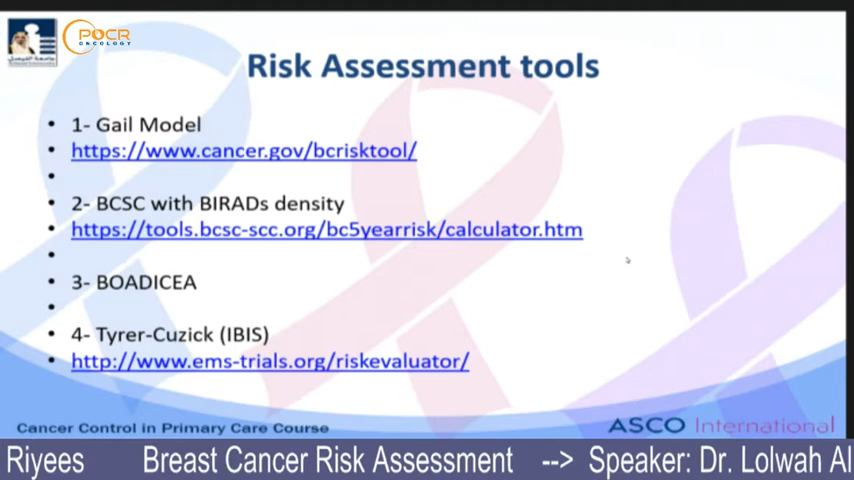 POCR
ONCOLOGY
Risk Assessment tools
• 1- Gail Model
• https://www.cancer.gov/bcrisktool/
•
• 2- BCSC with BIRADs density
• https://tools.bcsc-scc.org/bc5yearrisk/calculator.htm
•
• 3- BOADICEA
•
• 4- Tyrer-Cuzick (IBIS)
• http://www.ems-trials.org/riskevaluator/
Cancer Control in Primary Care Course
ASCO International
Riyees Breast Cancer Risk Assessment --> Speaker: Dr. Lolwah Al